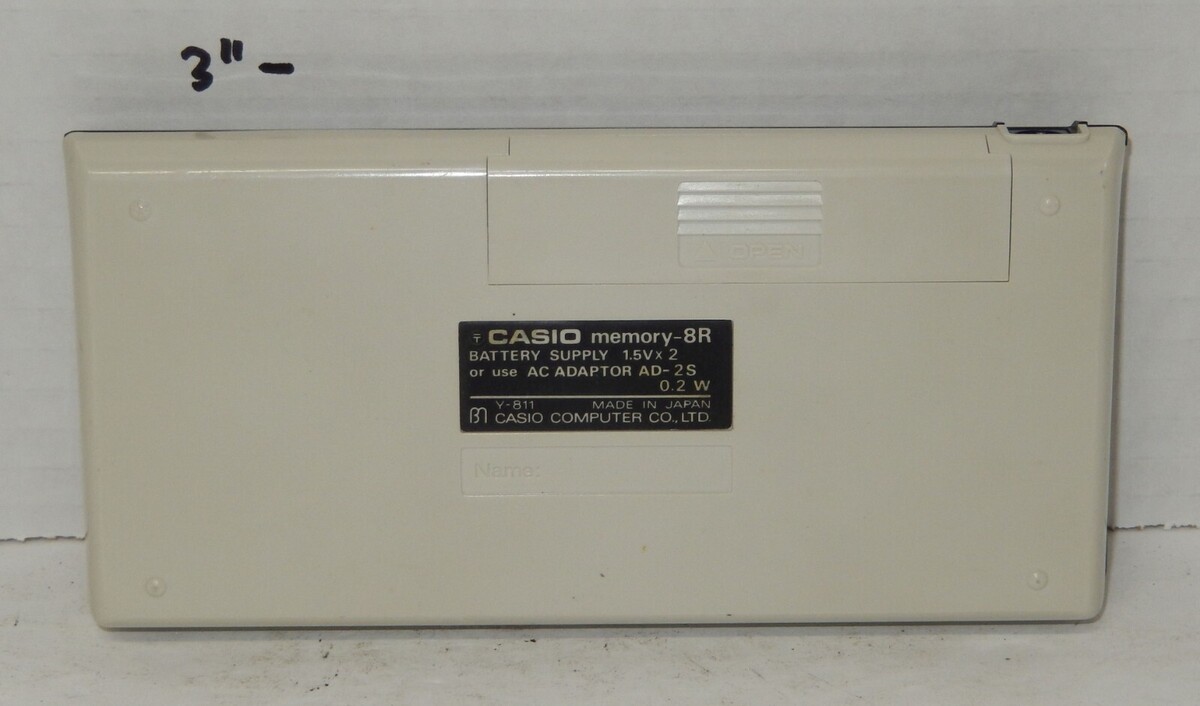 3" -
OPEN
CASIO memory-8R
BATTERY SUPPLY 1.5V x 2
or use AC ADAPTOR AD-2S
0.2 W
Y-811 MADE IN JAPAN
CASIO COMPUTER CO., LTD.
Name: